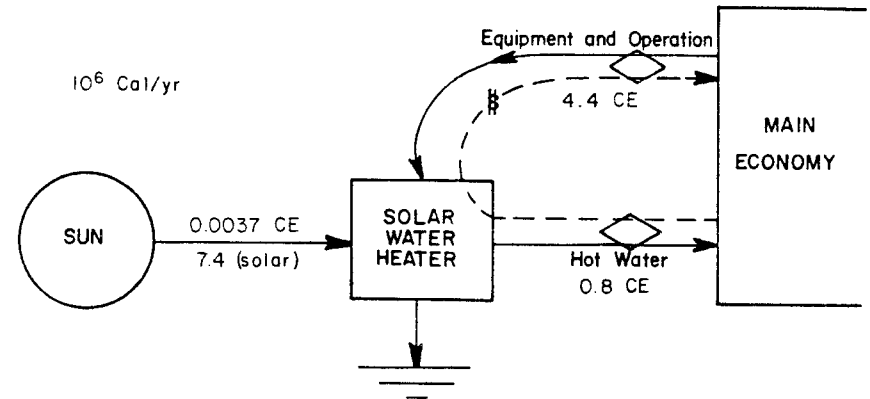 Equipment and Operation
10⁶ Cal/yr
4.4 CE
MAIN
ECONOMY
SUN
0.0037 CE
7.4 (solar)
SOLAR
WATER
HEATER
Hot Water
0.8 CE